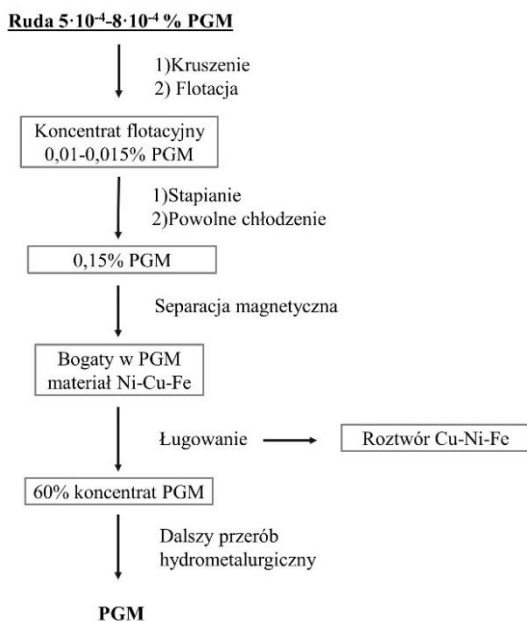 Ruda 5·10⁻⁴-8·10⁻⁴ % PGM
1)Kruszenie
2) Flotacja
Koncentrat flotacyjny
0,01-0,015% PGM
1)Stapianie
2)Powolne chłodzenie
0,15% PGM
Separacja magnetyczna
Bogaty w PGM
materiał Ni-Cu-Fe
Ługowanie
Roztwór Cu-Ni-Fe
60% koncentrat PGM
Dalszy przerób
hydrometalurgiczny
PGM